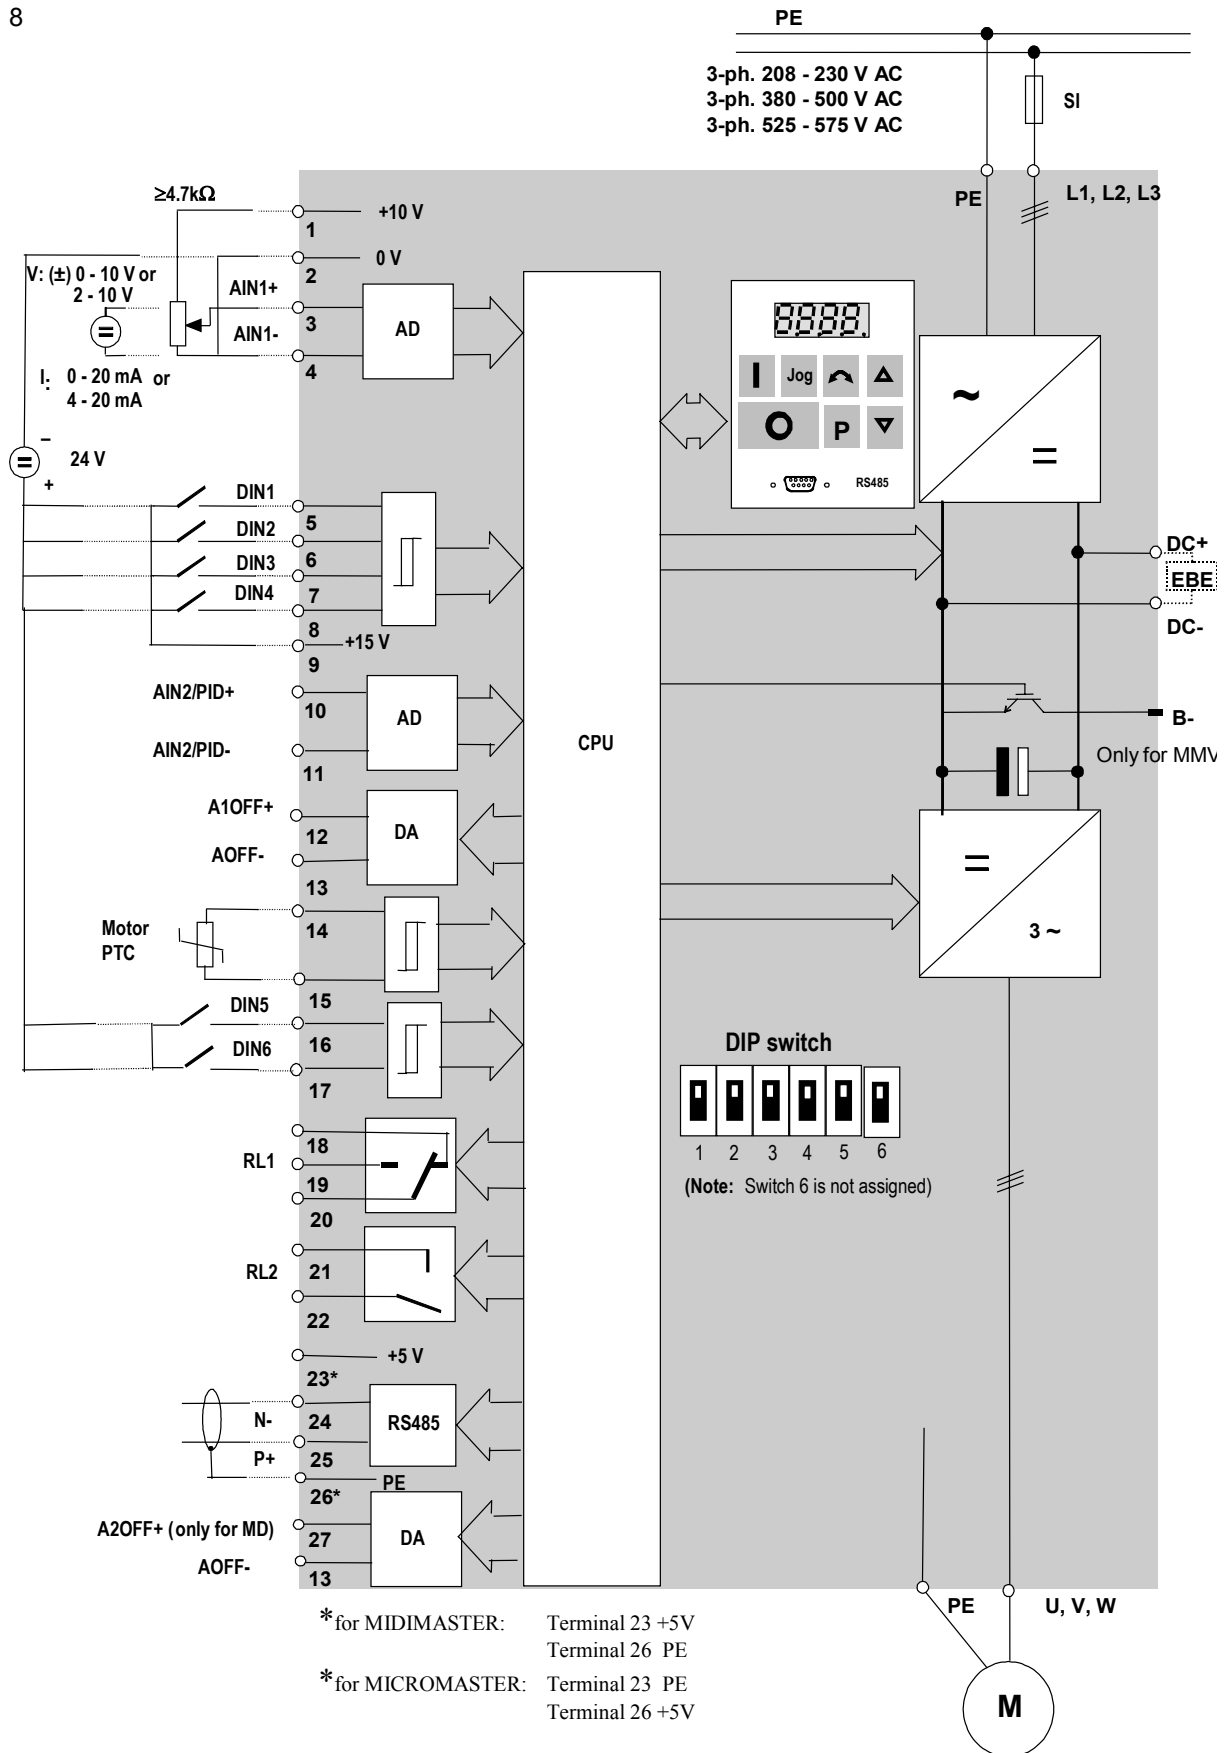 8
PE
3-ph. 208 - 230 V AC
3-ph. 380 - 500 V AC
3-ph. 525 - 575 V AC
SI
≥4.7kΩ
PE
L1, L2, L3
+10 V
1
0 V
2
V: (±) 0 - 10 V or
2 - 10 V
AIN1+
3
AD
AIN1-
4
I: 0 - 20 mA or
4 - 20 mA
8.8.8.8.
Jog
P
RS485
~
=
–
=
24 V
+
DIN1
5
DIN2
6
DIN3
7
DIN4
8
+15 V
9
DC+
EBE
DC-
AIN2/PID+
10
AD
AIN2/PID-
11
CPU
B-
Only for MMV
A1OFF+
12
DA
AOFF-
13
=
3 ~
Motor
PTC
14
15
DIN5
16
DIN6
17
DIP switch
1 2 3 4 5 6
(Note: Switch 6 is not assigned)
18
RL1
19
20
RL2
21
22
+5 V
23*
N-
24
RS485
P+
25
PE
26*
A2OFF+ (only for MD)
27
DA
AOFF-
13
PE
U, V, W
M
*for MIDIMASTER: Terminal 23 +5V
Terminal 26 PE
*for MICROMASTER: Terminal 23 PE
Terminal 26 +5V